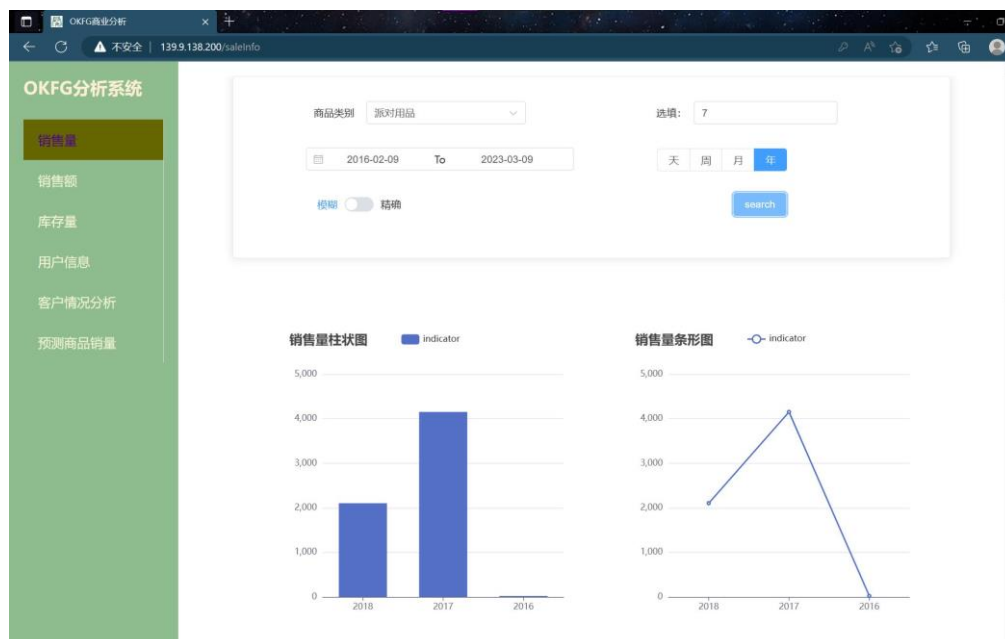 OKFG商业分析
不安全 | 139.9.138.200/saleInfo
OKFG分析系统
销售量
销售额
库存量
用户信息
客户情况分析
预测商品销量
商品类别 派对用品 选填: 7
2016-02-09 To 2023-03-09 天 周 月 年
模糊 精确 search
销售量柱状图 indicator
5,000
4,000
3,000
2,000
1,000
0
2018 2017 2016
销售量条形图 indicator
5,000
4,000
3,000
2,000
1,000
0
2018 2017 2016